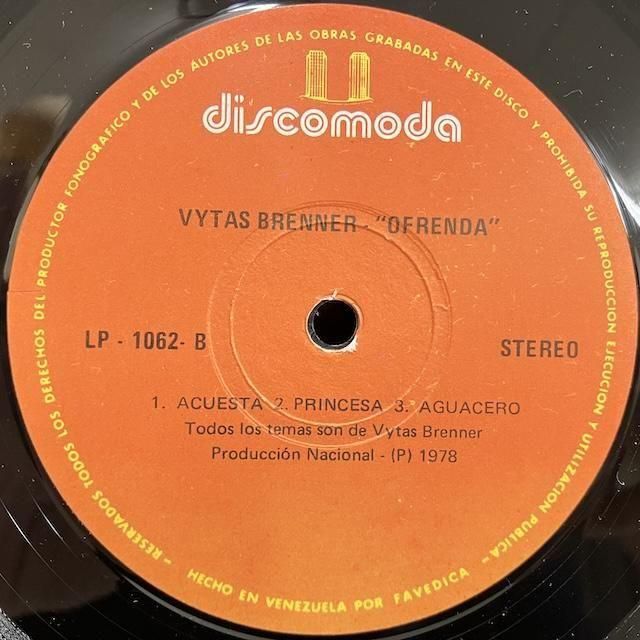 RESERVADOS TODOS LOS DERECHOS DEL PRODUCTOR FONOGRAFICO Y DE LOS AUTORES DE LAS OBRAS GRABADAS EN ESTE DISCO Y PROHIBIDA SU REPRODUCCION EJECUCION Y UTILIZACION PUBLICA -
discomoda
VYTAS BRENNER - "OFRENDA"
LP - 1062- B
STEREO
1. ACUESTA 2. PRINCESA 3. AGUACERO
Todos los temas son de Vytas Brenner
Producción Nacional - (P) 1978
HECHO EN VENEZUELA POR FAVEDICA -